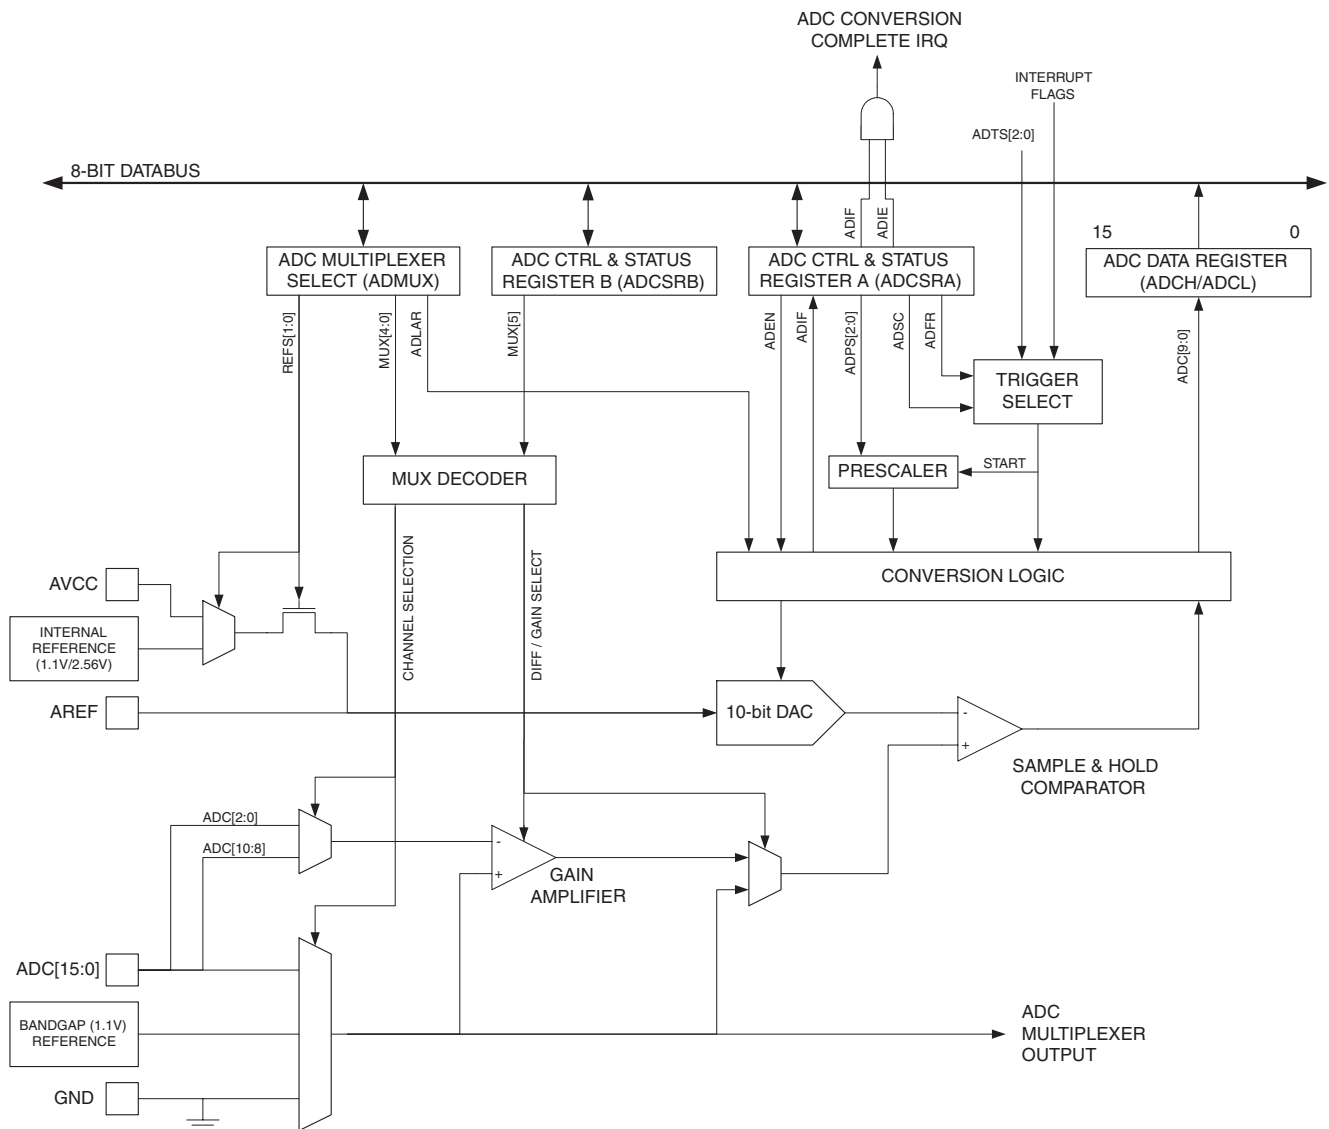 ADC CONVERSION
COMPLETE IRQ
INTERRUPT
FLAGS
ADTS[2:0]
8-BIT DATABUS
ADIF
ADIE
15
0
ADC MULTIPLEXER
SELECT (ADMUX)
ADC CTRL & STATUS
REGISTER B (ADCSRB)
ADC CTRL & STATUS
REGISTER A (ADCSRA)
ADC DATA REGISTER
(ADCH/ADCL)
REFS[1:0]
MUX[4:0]
ADLAR
MUX[5]
ADEN
ADIF
ADPS[2:0]
ADSC
ADFR
ADC[9:0]
TRIGGER
SELECT
MUX DECODER
PRESCALER
START
CHANNEL SELECTION
DIFF / GAIN SELECT
CONVERSION LOGIC
AVCC
INTERNAL
REFERENCE
(1.1V/2.56V)
AREF
10-bit DAC
-
+
SAMPLE & HOLD
COMPARATOR
ADC[2:0]
ADC[10:8]
-
+
GAIN
AMPLIFIER
ADC[15:0]
BANDGAP (1.1V)
REFERENCE
ADC
MULTIPLEXER
OUTPUT
GND